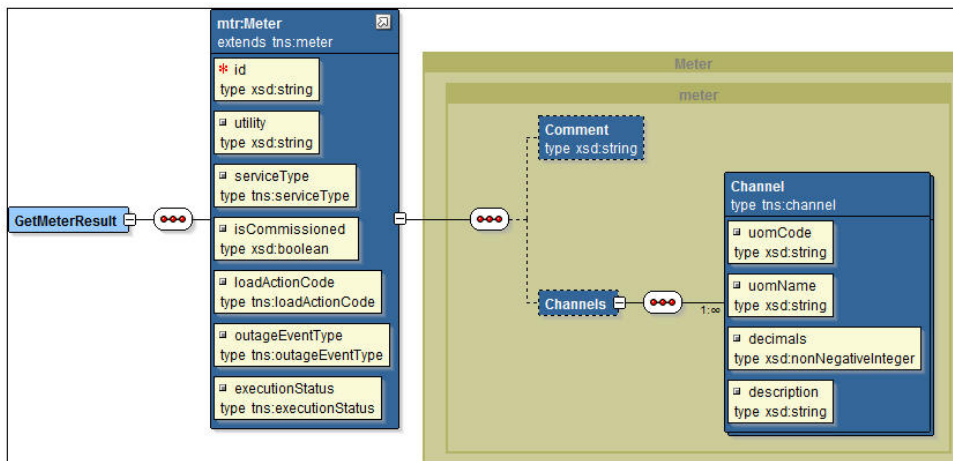 GetMeterResult
mtr:Meter
extends tns:meter
* id
type xsd:string
utility
type xsd:string
serviceType
type tns:serviceType
isCommissioned
type xsd:boolean
loadActionCode
type tns:loadActionCode
outageEventType
type tns:outageEventType
executionStatus
type tns:executionStatus
Meter
meter
Comment
type xsd:string
Channels
1:∞
Channel
type tns:channel
uomCode
type xsd:string
uomName
type xsd:string
decimals
type xsd:nonNegativeInteger
description
type xsd:string